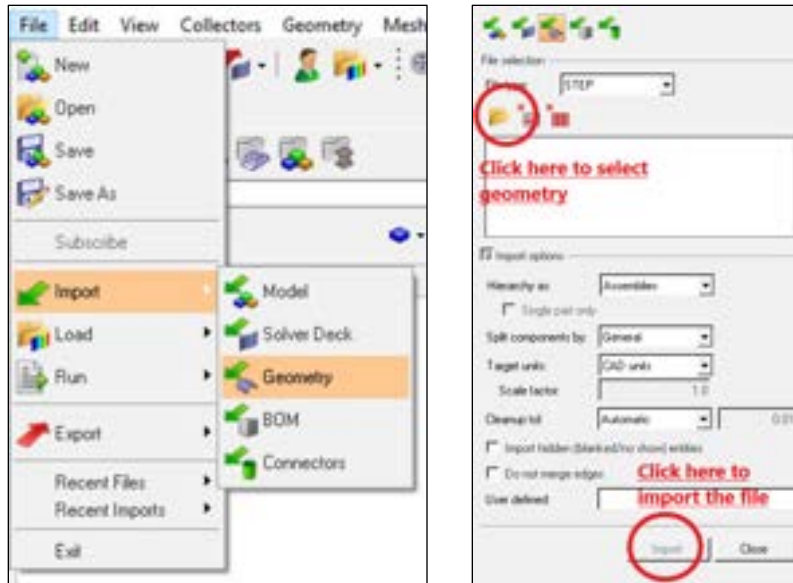 File Edit View Collectors Geometry Mesh
New
Open
Save
Save As
Subscribe
Import
Load
Run
Export
Recent Files
Recent Imports
Exit
Model
Solver Deck
Geometry
BOM
Connectors
File selection
File type: STEP
Click here to select
geometry
Import options
Hierarchy as: Assemblies
Single part only
Split components by: General
Target units: CAD units
Scale factor: 1.0
Cleanup tol: Automatic 0.01
Import hidden (blanked/no show) entities
Do not merge edges
Click here to
import the file
User defined:
Import Close